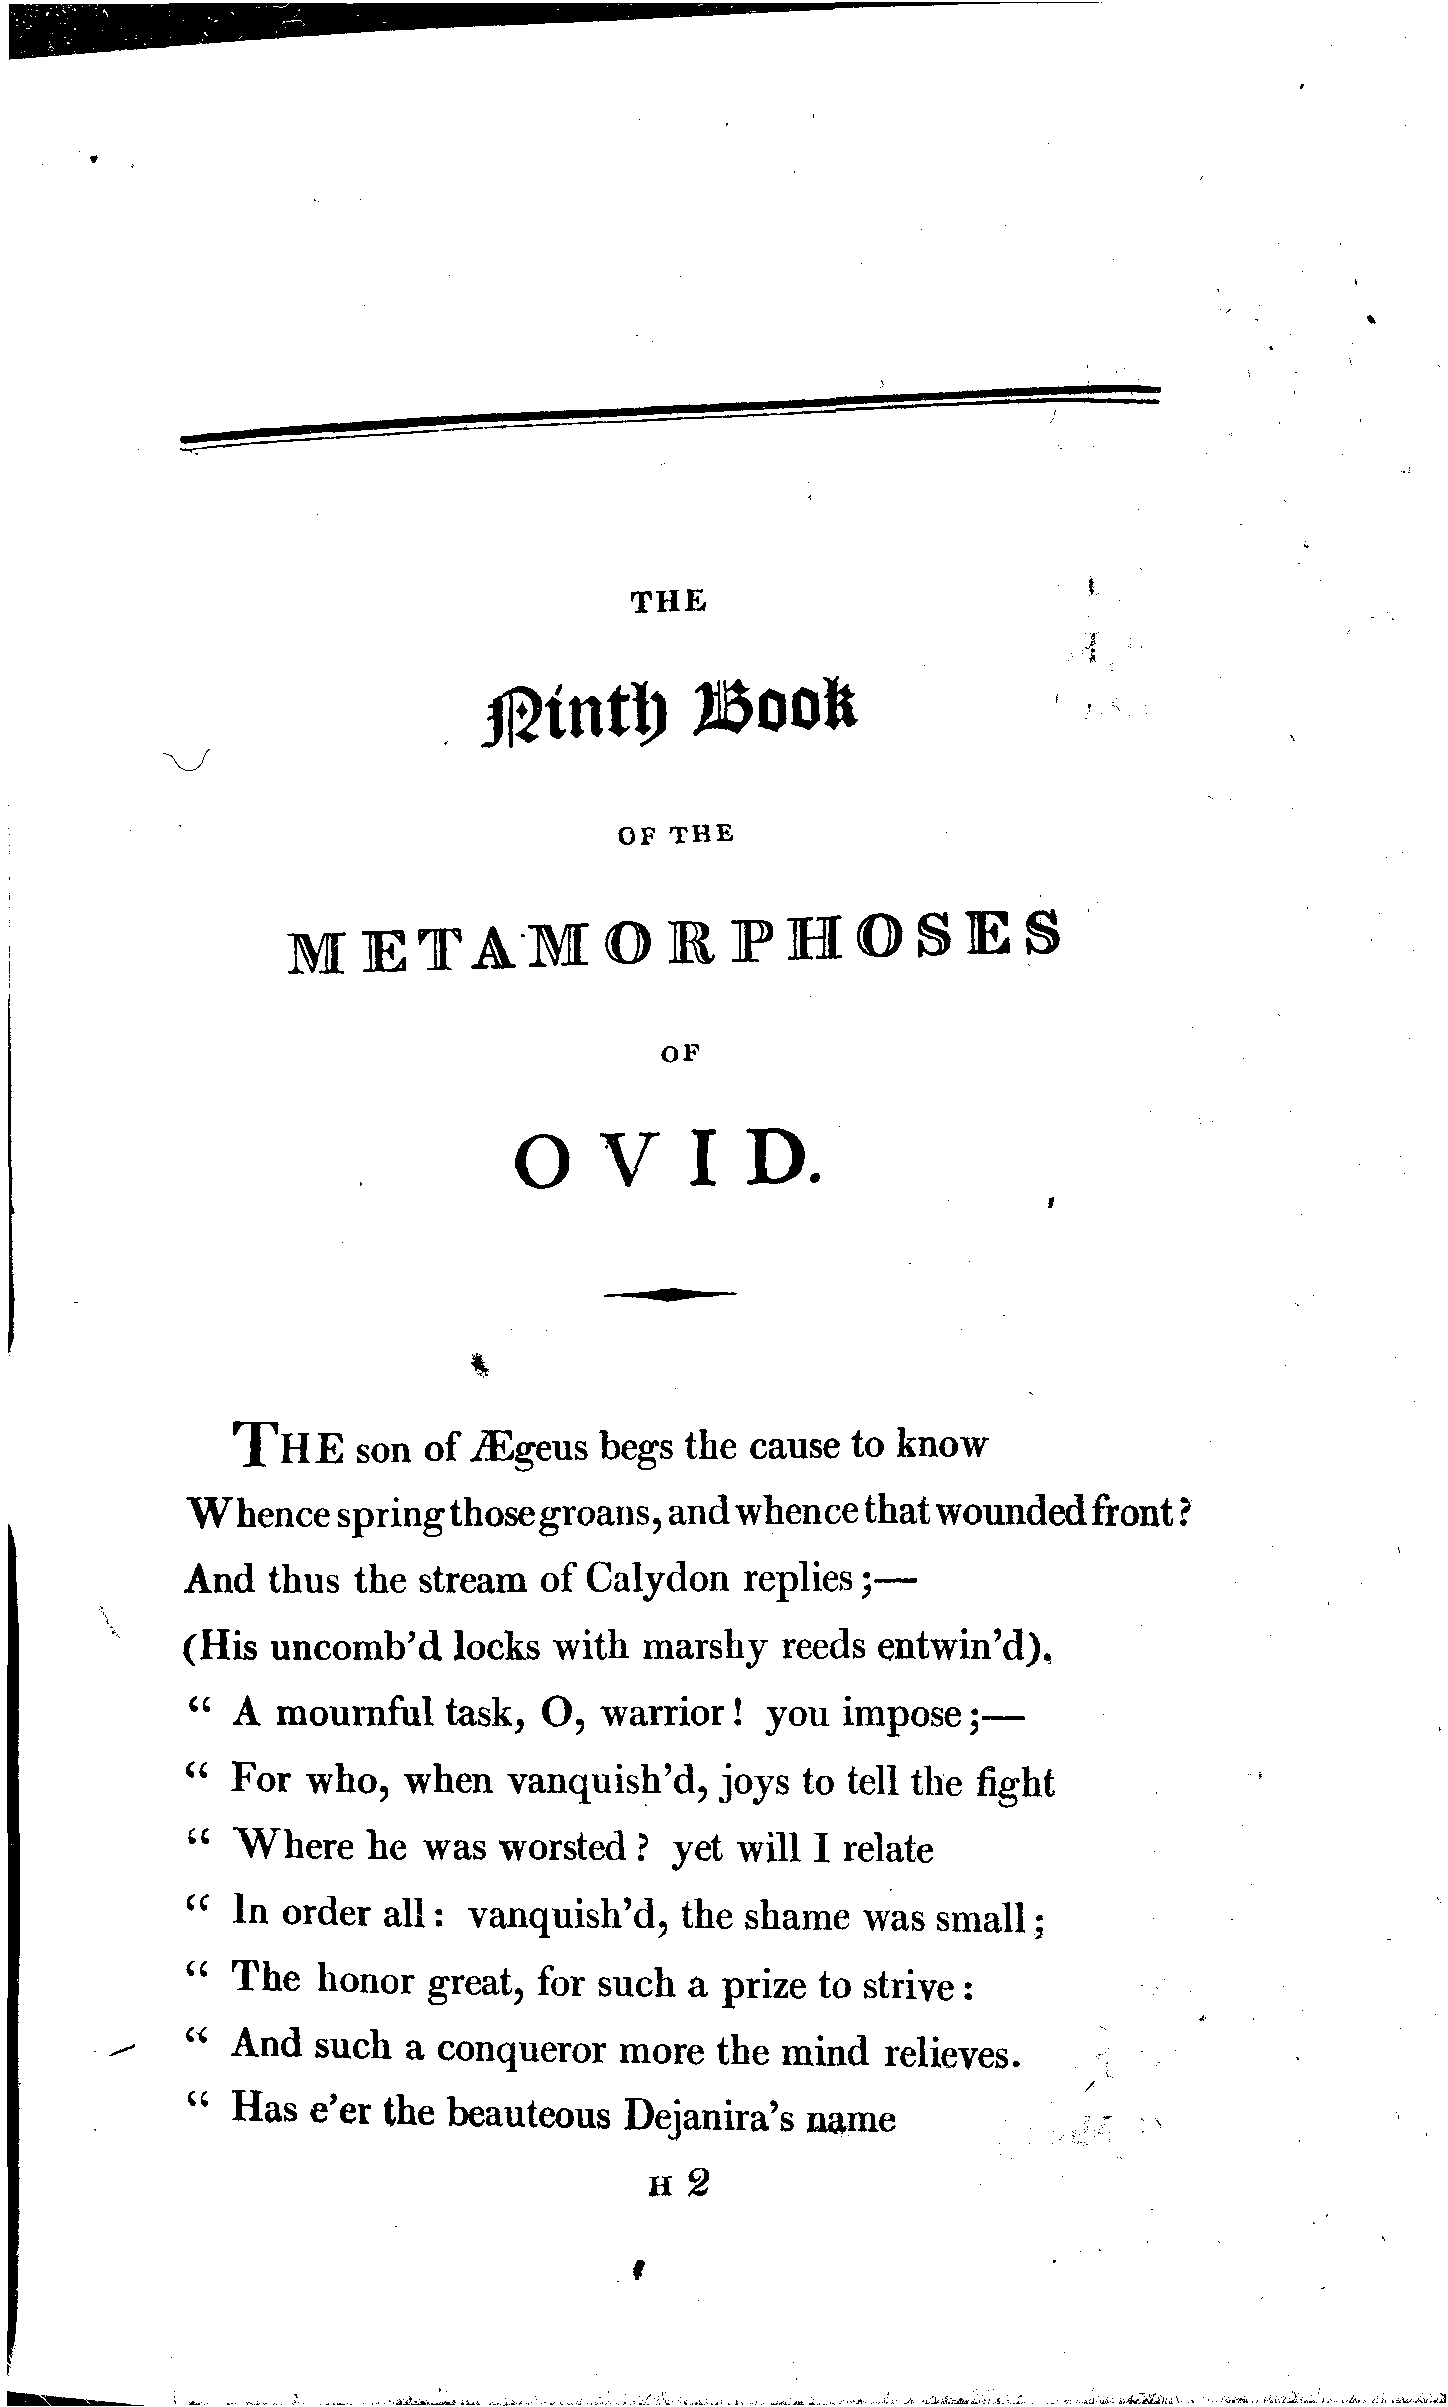 THE
Ninth Book
OF THE
METAMORPHOSES
OF
OVID.
THE son of Ægeus begs the cause to know
Whence spring those groans, and whence that wounded front?
And thus the stream of Calydon replies;—
(His uncomb'd locks with marshy reeds entwin'd),
“ A mournful task, O, warrior! you impose;—
“ For who, when vanquish'd, joys to tell the fight
“ Where he was worsted? yet will I relate
“ In order all: vanquish'd, the shame was small;
“ The honor great, for such a prize to strive:
“ And such a conqueror more the mind relieves.
“ Has e'er the beauteous Dejanira's name
H 2